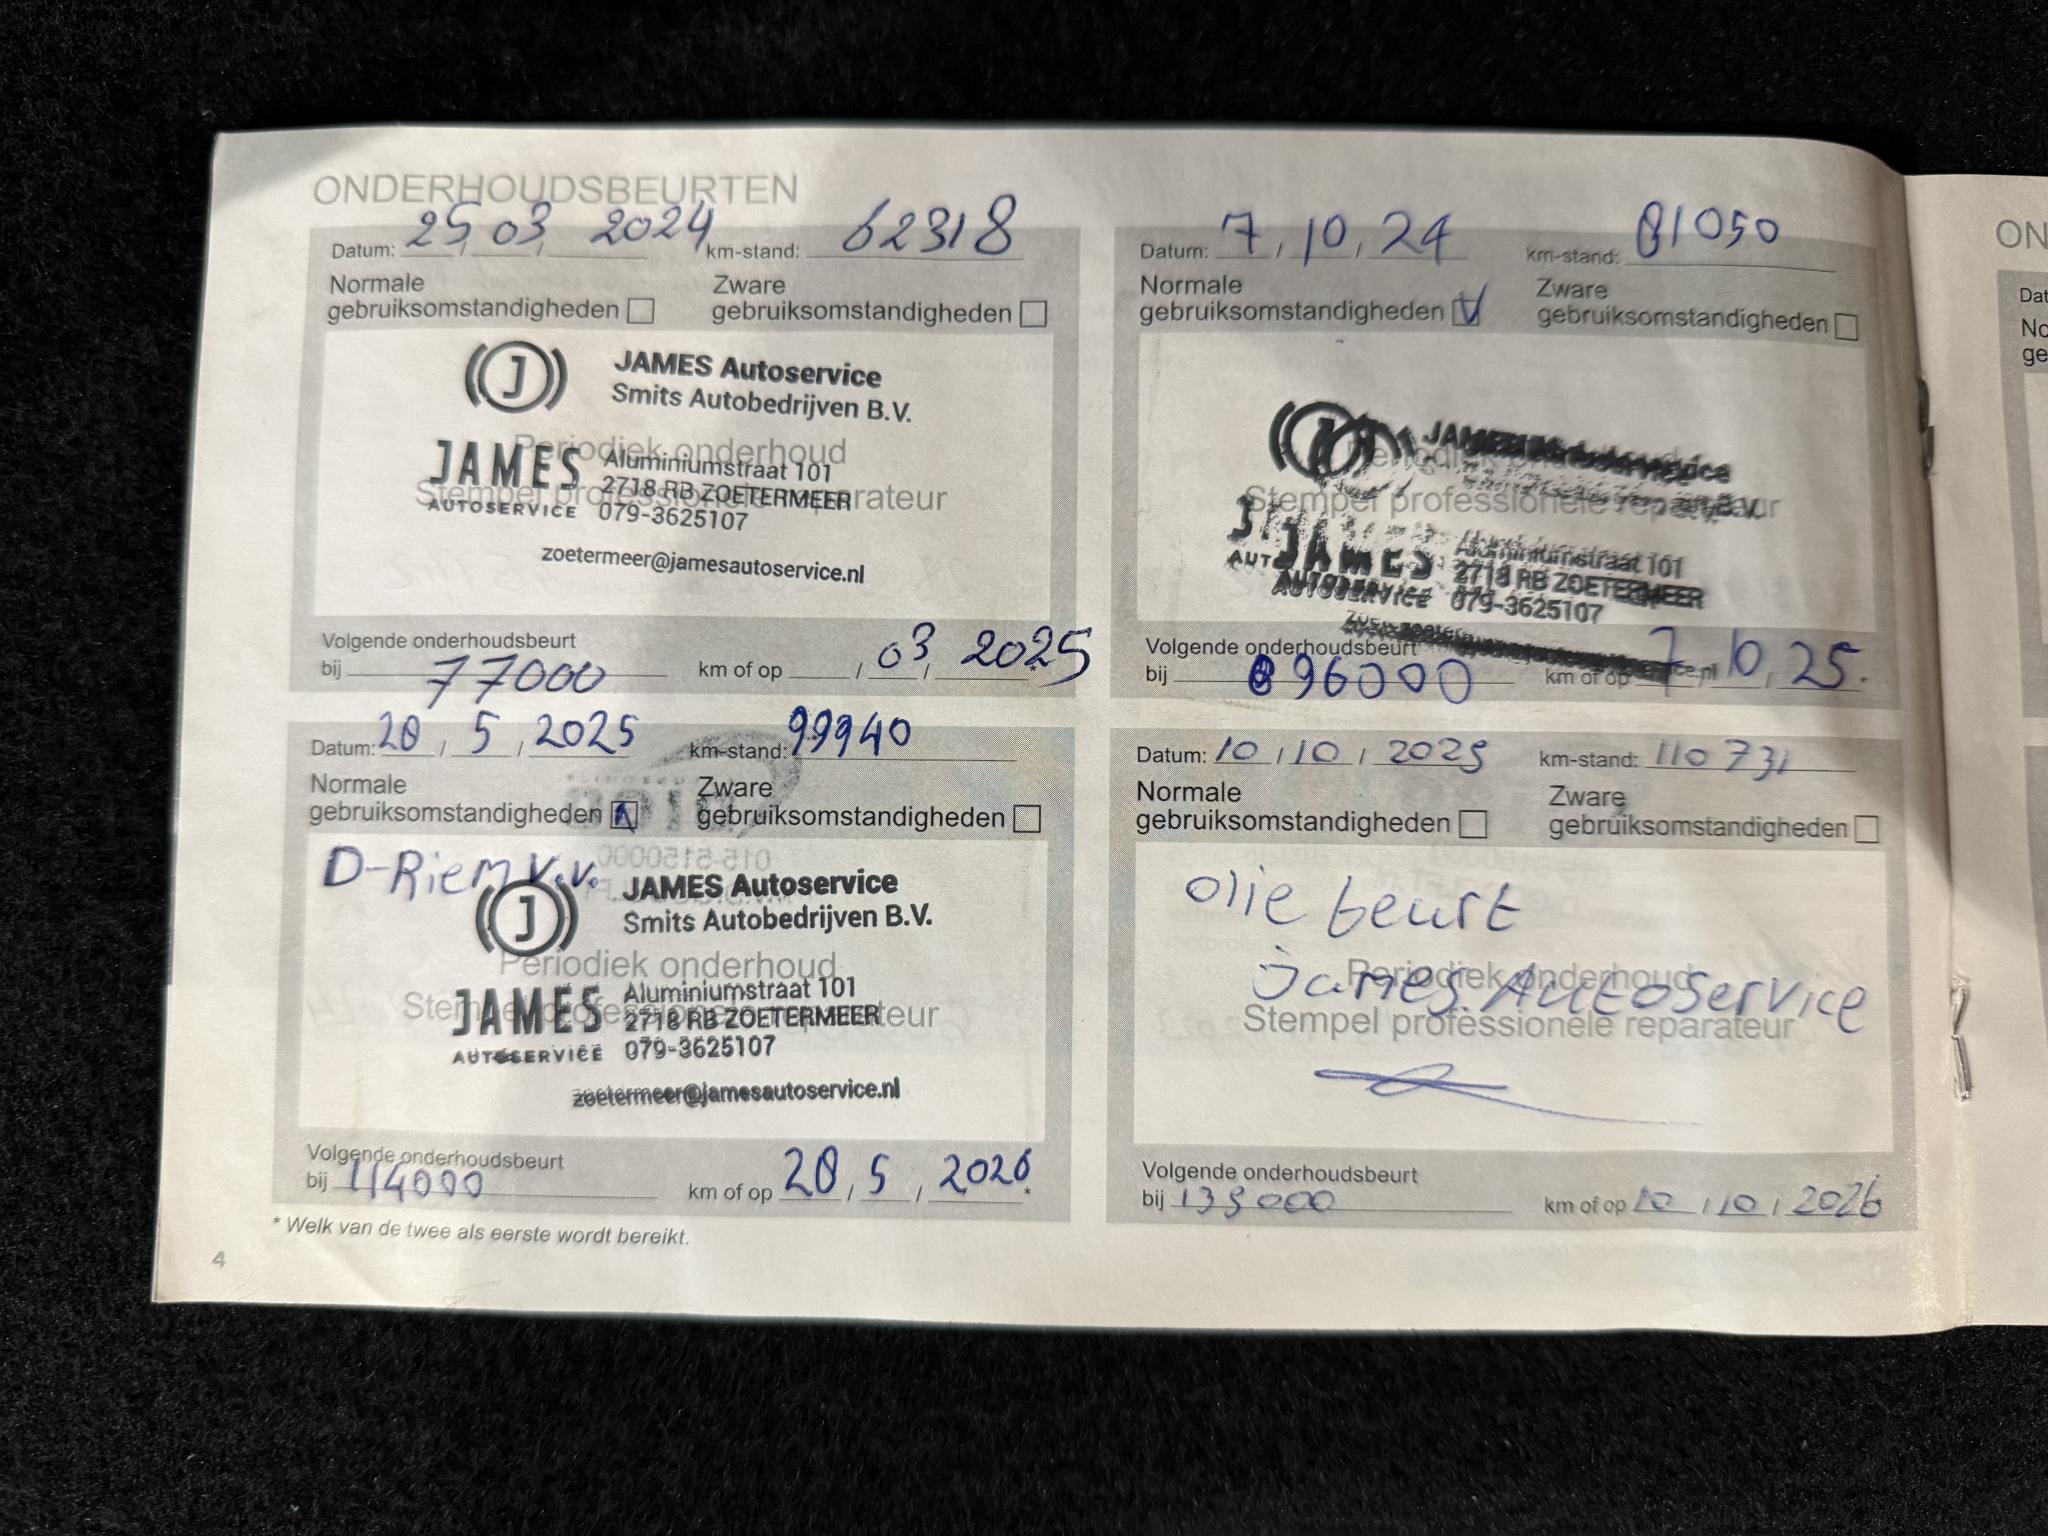 ONDERHOUDSBEURTEN
Datum: 25, 03, 2024 km-stand: 62318
Normale gebruiksomstandigheden
Zware gebruiksomstandigheden
JAMES Autoservice
Smits Autobedrijven B.V.
Periodiek onderhoud
Stempel professionele reparateur
JAMES
AUTOSERVICE
Aluminiumstraat 101
2718 RB ZOETERMEER
079-3625107
zoetermeer@jamesautoservice.nl
Volgende onderhoudsbeurt
bij 77000 km of op / 03, 2025 *
Datum: 7 / 10, 24 km-stand: 81050
Normale gebruiksomstandigheden V
Zware gebruiksomstandigheden
Periodiek onderhoud
Stempel professionele reparateur
JAMES
AUTOSERVICE
Aluminiumstraat 101
2718 RB ZOETERMEER
079-3625107
Volgende onderhoudsbeurt
bij 96000 km of op 7, 10, 25 *
Datum: 28 / 5 / 2025 km-stand: 99940
Normale
gebruiksomstandigheden
Zware
gebruiksomstandigheden
D-Riem v.v.
JAMES Autoservice
Smits Autobedrijven B.V.
Periodiek onderhoud
Stempel professionele reparateur
JAMES
AUTOSERVICE
Aluminiumstraat 101
2718 RB ZOETERMEER
079-3625107
zoetermeer@jamesautoservice.nl
Volgende onderhoudsbeurt
bij 114000 km of op 28 / 5 / 2026 *
Datum: 10 / 10 / 2025 km-stand: 110731
Normale
gebruiksomstandigheden
Zware
gebruiksomstandigheden
olie beurt
James Autoservice
Periodiek onderhoud
Stempel professionele reparateur
Volgende onderhoudsbeurt
bij 135000 km of op 10 / 10 / 2026
* Welk van de twee als eerste wordt bereikt.
4
ON